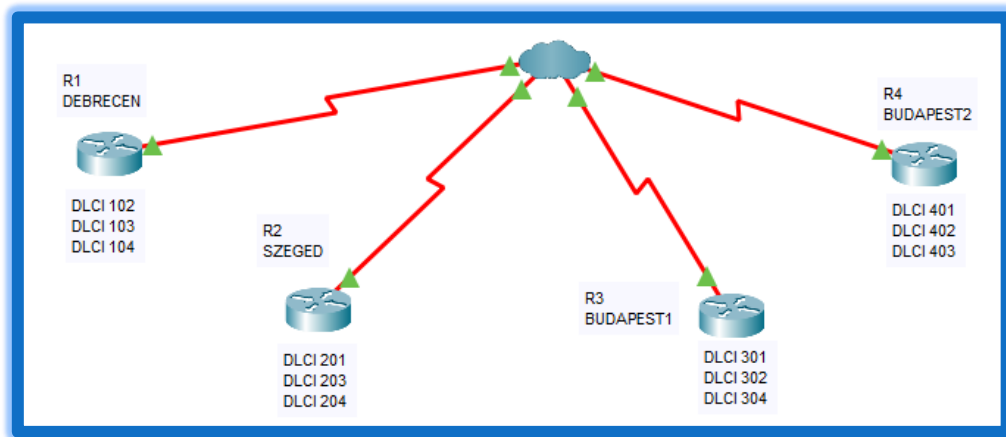 R1
DEBRECEN
DLCI 102
DLCI 103
DLCI 104
R2
SZEGED
DLCI 201
DLCI 203
DLCI 204
R3
BUDAPEST1
DLCI 301
DLCI 302
DLCI 304
R4
BUDAPEST2
DLCI 401
DLCI 402
DLCI 403